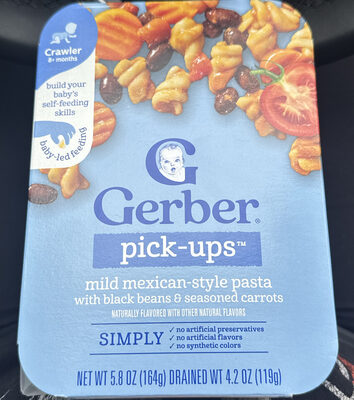 Crawler
8+ months
build your
baby's
self-feeding
skills
baby-led feeding
G
Gerber®
pick-ups™
mild mexican-style pasta
with black beans & seasoned carrots
NATURALLY FLAVORED WITH OTHER NATURAL FLAVORS
SIMPLY ✓ no artificial preservatives
✓ no artificial flavors
✓ no synthetic colors
NET WT 5.8 OZ (164g) DRAINED WT 4.2 OZ (119g)